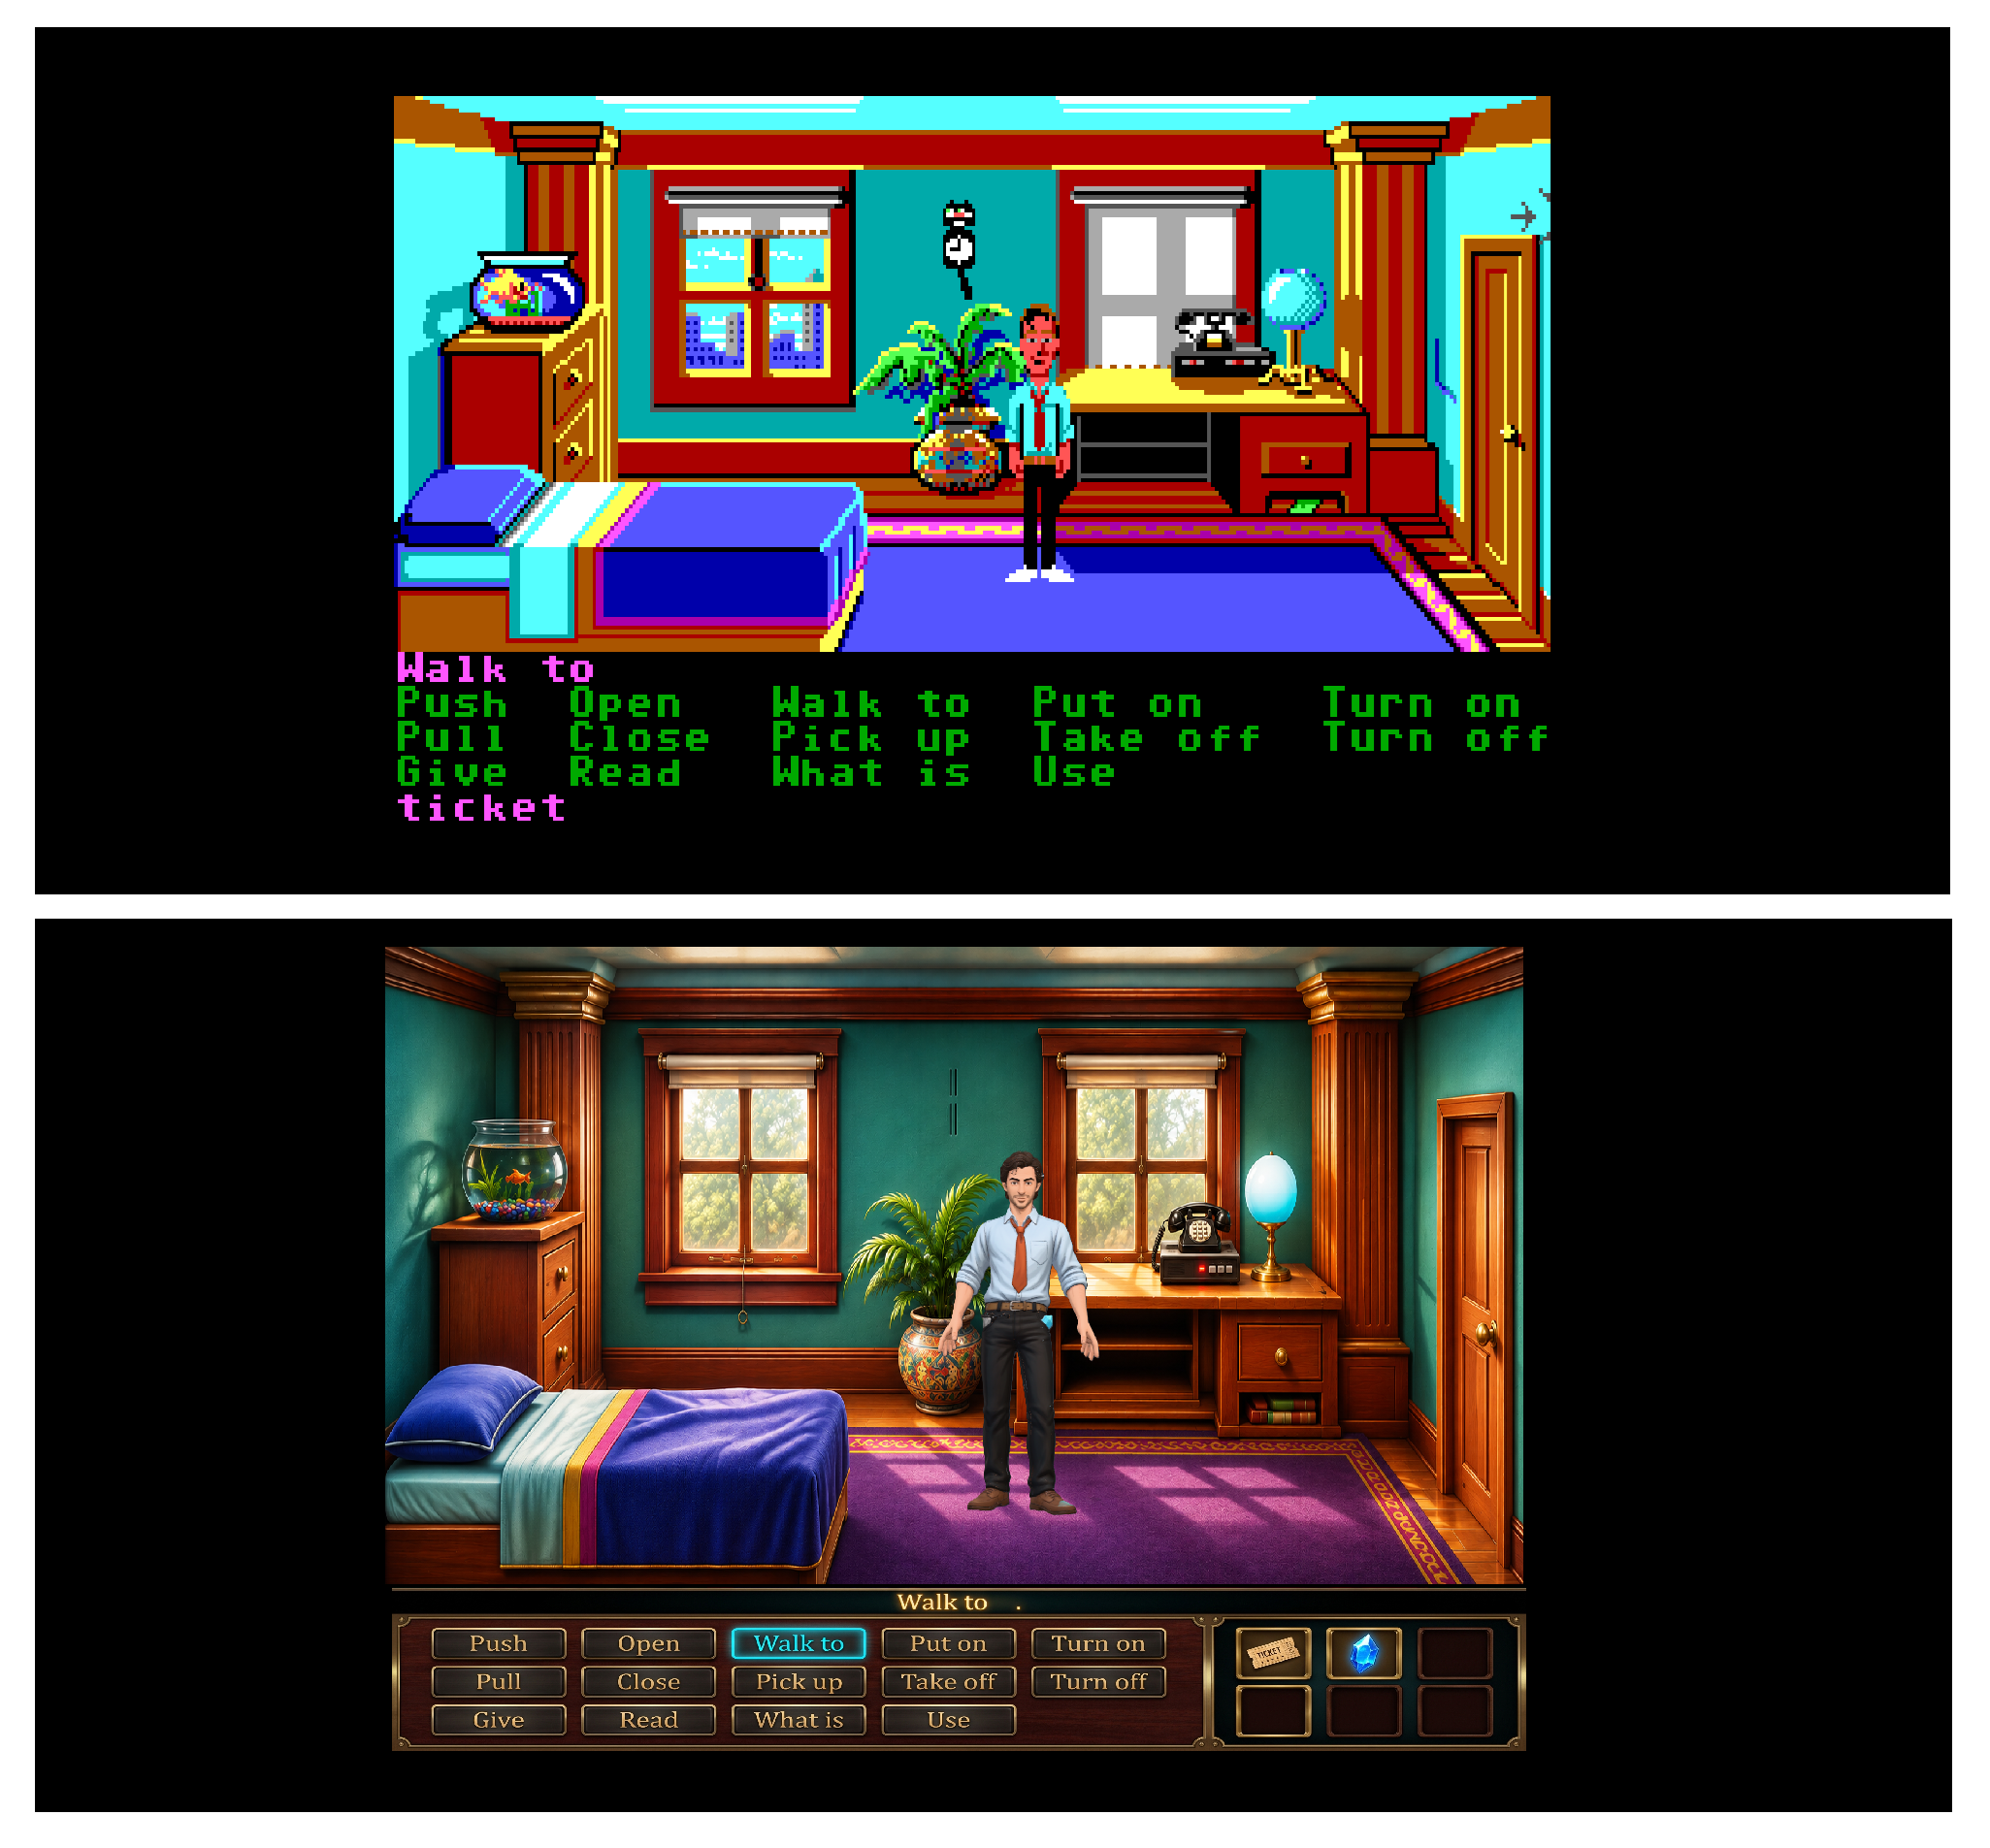 Walk to
Push Open Walk to Put on Turn on
Pull Close Pick up Take off Turn off
Give Read What is Use
ticket
Walk to .
Push Open Walk to Put on Turn on
Pull Close Pick up Take off Turn off
Give Read What is Use
TICKET